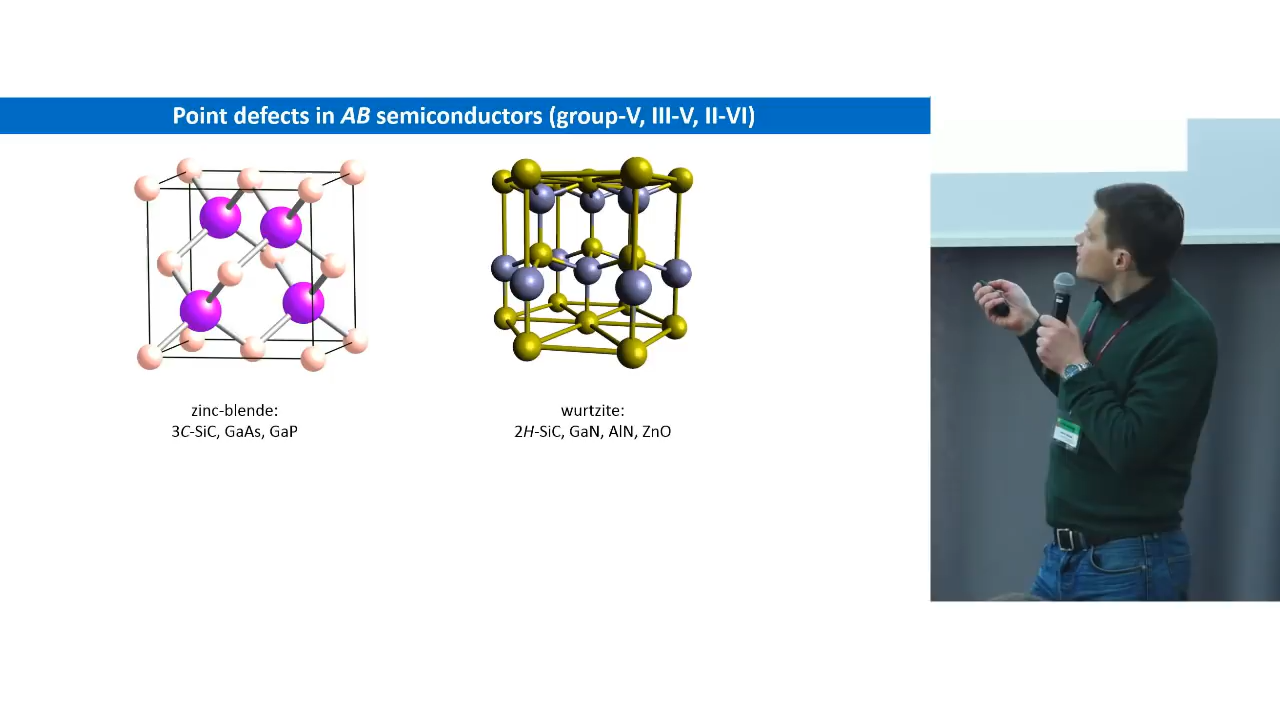 Point defects in AB semiconductors (group-V, III-V, II-VI)
zinc-blende:
3C-SiC, GaAs, GaP
wurtzite:
2H-SiC, GaN, AlN, ZnO